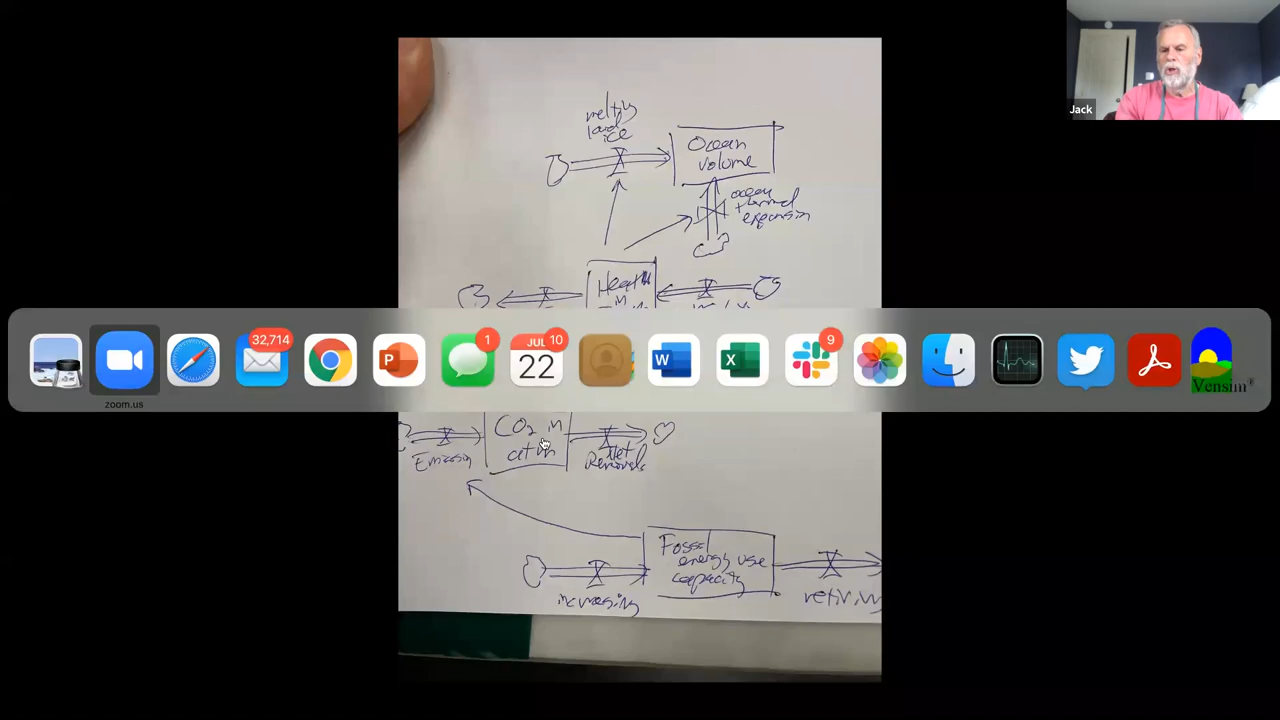 Jack
melting
land
ice
Ocean
volume
ocean
thermal
expansion
Heat
in
32,714
1
JUL
10
22
P
W
X
9
Vensim®
zoom.us
CO2 in
atm
Emission
Net
Removals
Fossil
energy use
capacity
increasing
retiring